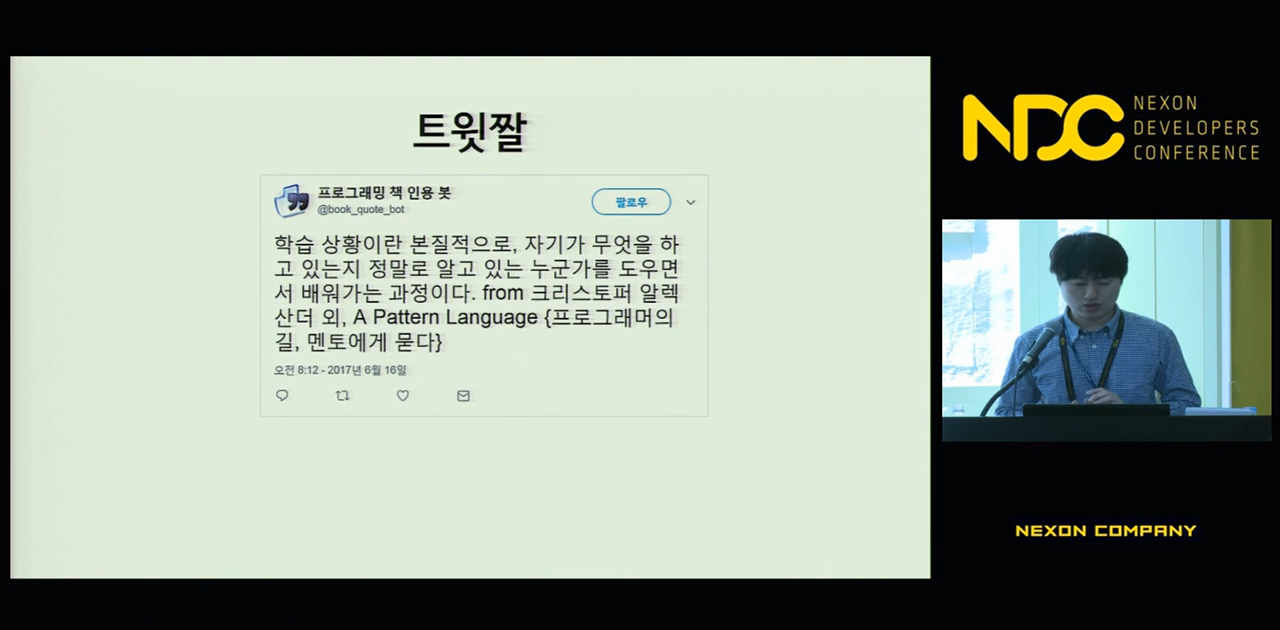 트윗짤
프로그래밍 책 인용 봇
@book_quote_bot
팔로우
학습 상황이란 본질적으로, 자기가 무엇을 하
고 있는지 정말로 알고 있는 누군가를 도우면
서 배워가는 과정이다. from 크리스토퍼 알렉
산더 외, A Pattern Language {프로그래머의
길, 멘토에게 묻다}
오전 8:12 - 2017년 6월 16일
NDC
NEXON
DEVELOPERS
CONFERENCE
NEXON COMPANY